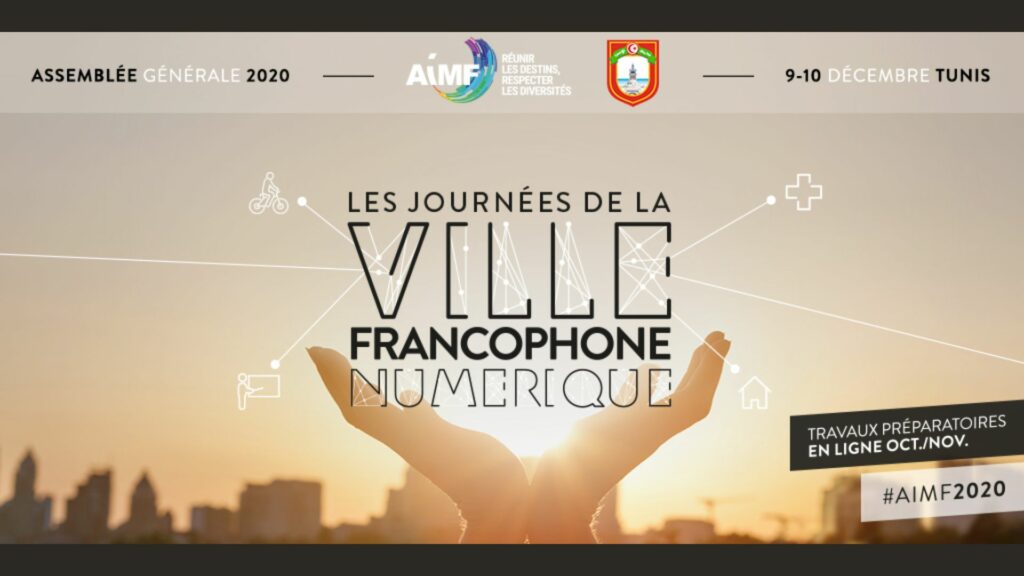 ASSEMBLÉE GÉNÉRALE 2020
AIMF
RÉUNIR
LES DESTINS,
RESPECTER
LES DIVERSITÉS
9-10 DÉCEMBRE TUNIS
LES JOURNÉES DE LA
VILLE
FRANCOPHONE
NUMERIQUE
TRAVAUX PRÉPARATOIRES
EN LIGNE OCT./NOV.
#AIMF2020